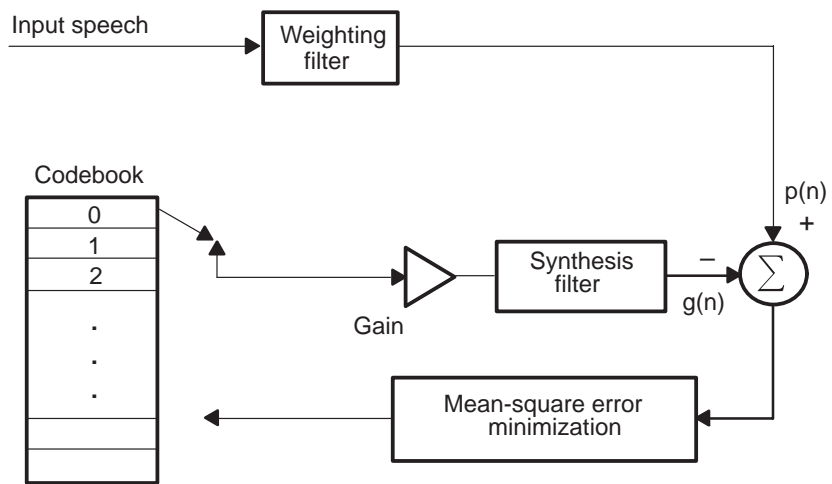 Input speech
Weighting
filter
Codebook
0
1
2
.
.
.
Gain
Synthesis
filter
p(n)
+
–
g(n)
∑
Mean-square error
minimization